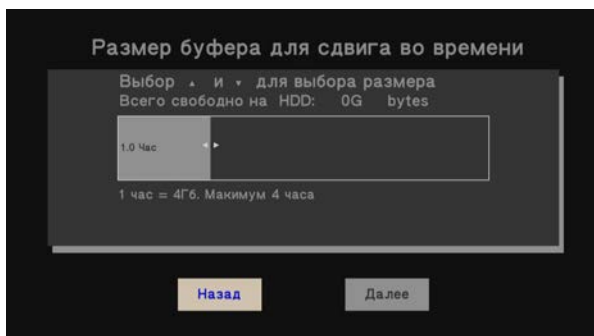 Размер буфера для сдвига во времени
Выбор ▲ и ▼ для выбора размера
Всего свободно на HDD: 0G bytes
1.0 Час
1 час = 4Гб. Макимум 4 часа
Назад Далее